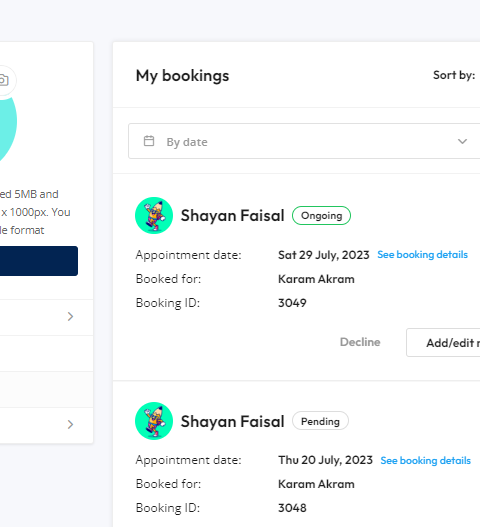 ed 5MB and
x 1000px. You
le format
My bookings
Sort by:
By date
Shayan Faisal Ongoing
Appointment date: Sat 29 July, 2023 See booking details
Booked for: Karam Akram
Booking ID: 3049
Decline Add/edit
Shayan Faisal Pending
Appointment date: Thu 20 July, 2023 See booking details
Booked for: Karam Akram
Booking ID: 3048